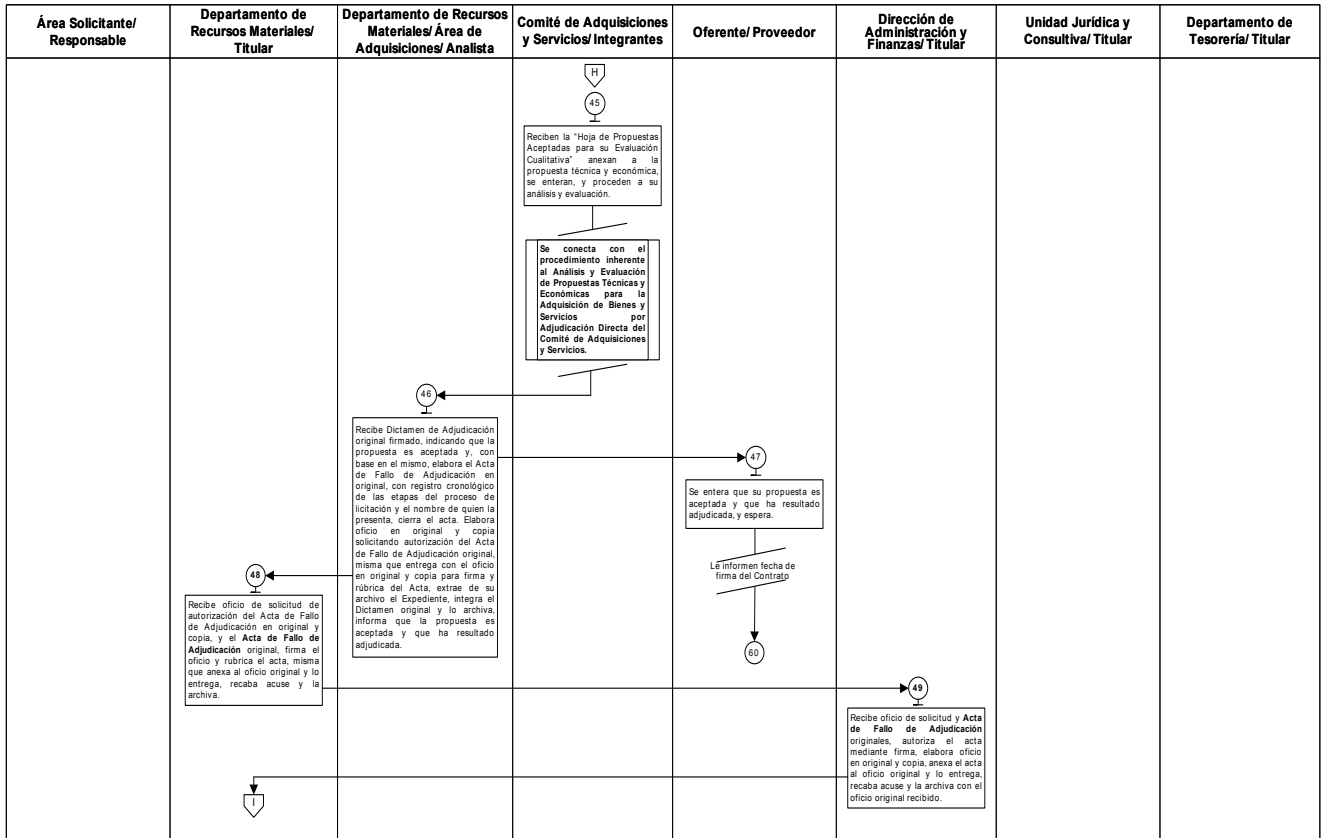 Área Solicitante/
Responsable
Departamento de
Recursos Materiales/
Titular
Departamento de Recursos
Materiales/ Área de
Adquisiciones/ Analista
Comité de Adquisiciones
y Servicios/ Integrantes
Oferente/ Proveedor
Dirección de
Administración y
Finanzas/ Titular
Unidad Jurídica y
Consultiva/ Titular
Departamento de
Tesorería/ Titular
H
45
Reciben la "Hoja de Propuestas
Aceptadas para su Evaluación
Cualitativa" anexan a la
propuesta técnica y económica,
se enteran, y proceden a su
análisis y evaluación.
Se conecta con el
procedimiento inherente
al Análisis y Evaluación
de Propuestas Técnicas y
Económicas para la
Adquisición de Bienes y
Servicios por
Adjudicación Directa del
Comité de Adquisiciones
y Servicios.
46
Recibe Dictamen de Adjudicación
original firmado, indicando que la
propuesta es aceptada y, con
base en el mismo, elabora el Acta
de Fallo de Adjudicación en
original, con registro cronológico
de las etapas del proceso de
licitación y el nombre de quien la
presenta, cierra el acta. Elabora
oficio en original y copia
solicitando autorización del Acta
de Fallo de Adjudicación original,
misma que entrega con el oficio
en original y copia para firma y
rúbrica del Acta, extrae de su
archivo el Expediente, integra el
Dictamen original y lo archiva,
informa que la propuesta es
aceptada y que ha resultado
adjudicada.
47
Se entera que su propuesta es
aceptada y que ha resultado
adjudicada, y espera.
Le informen fecha de
firma del Contrato
60
48
Recibe oficio de solicitud de
autorización del Acta de Fallo
de Adjudicación en original y
copia, y el Acta de Fallo de
Adjudicación original, firma el
oficio y rubrica el acta, misma
que anexa al oficio original y lo
entrega, recaba acuse y la
archiva.
49
Recibe oficio de solicitud y Acta
de Fallo de Adjudicación
originales, autoriza el acta
mediante firma, elabora oficio
en original y copia, anexa el acta
al oficio original y lo entrega,
recaba acuse y la archiva con el
oficio original recibido.
I